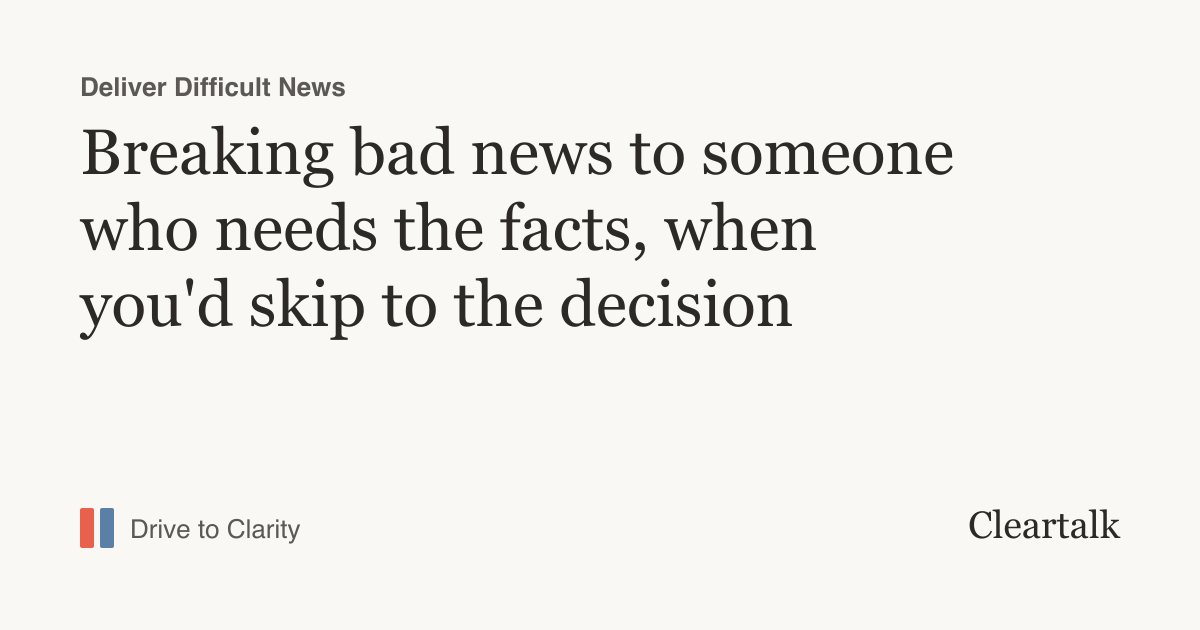 Deliver Difficult News
Breaking bad news to someone
who needs the facts, when
you'd skip to the decision
Drive to Clarity
Cleartalk